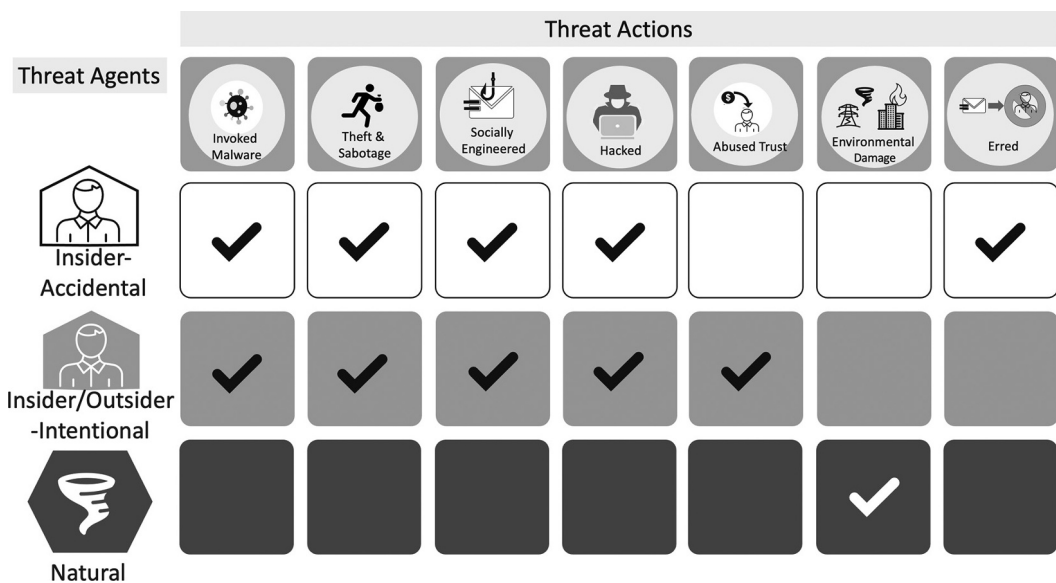 Threat Actions
Threat Agents
Invoked
Malware
Theft &
Sabotage
Socially
Engineered
Hacked
Abused Trust
Environmental
Damage
Erred
Insider-
Accidental
Insider/Outsider
-Intentional
Natural